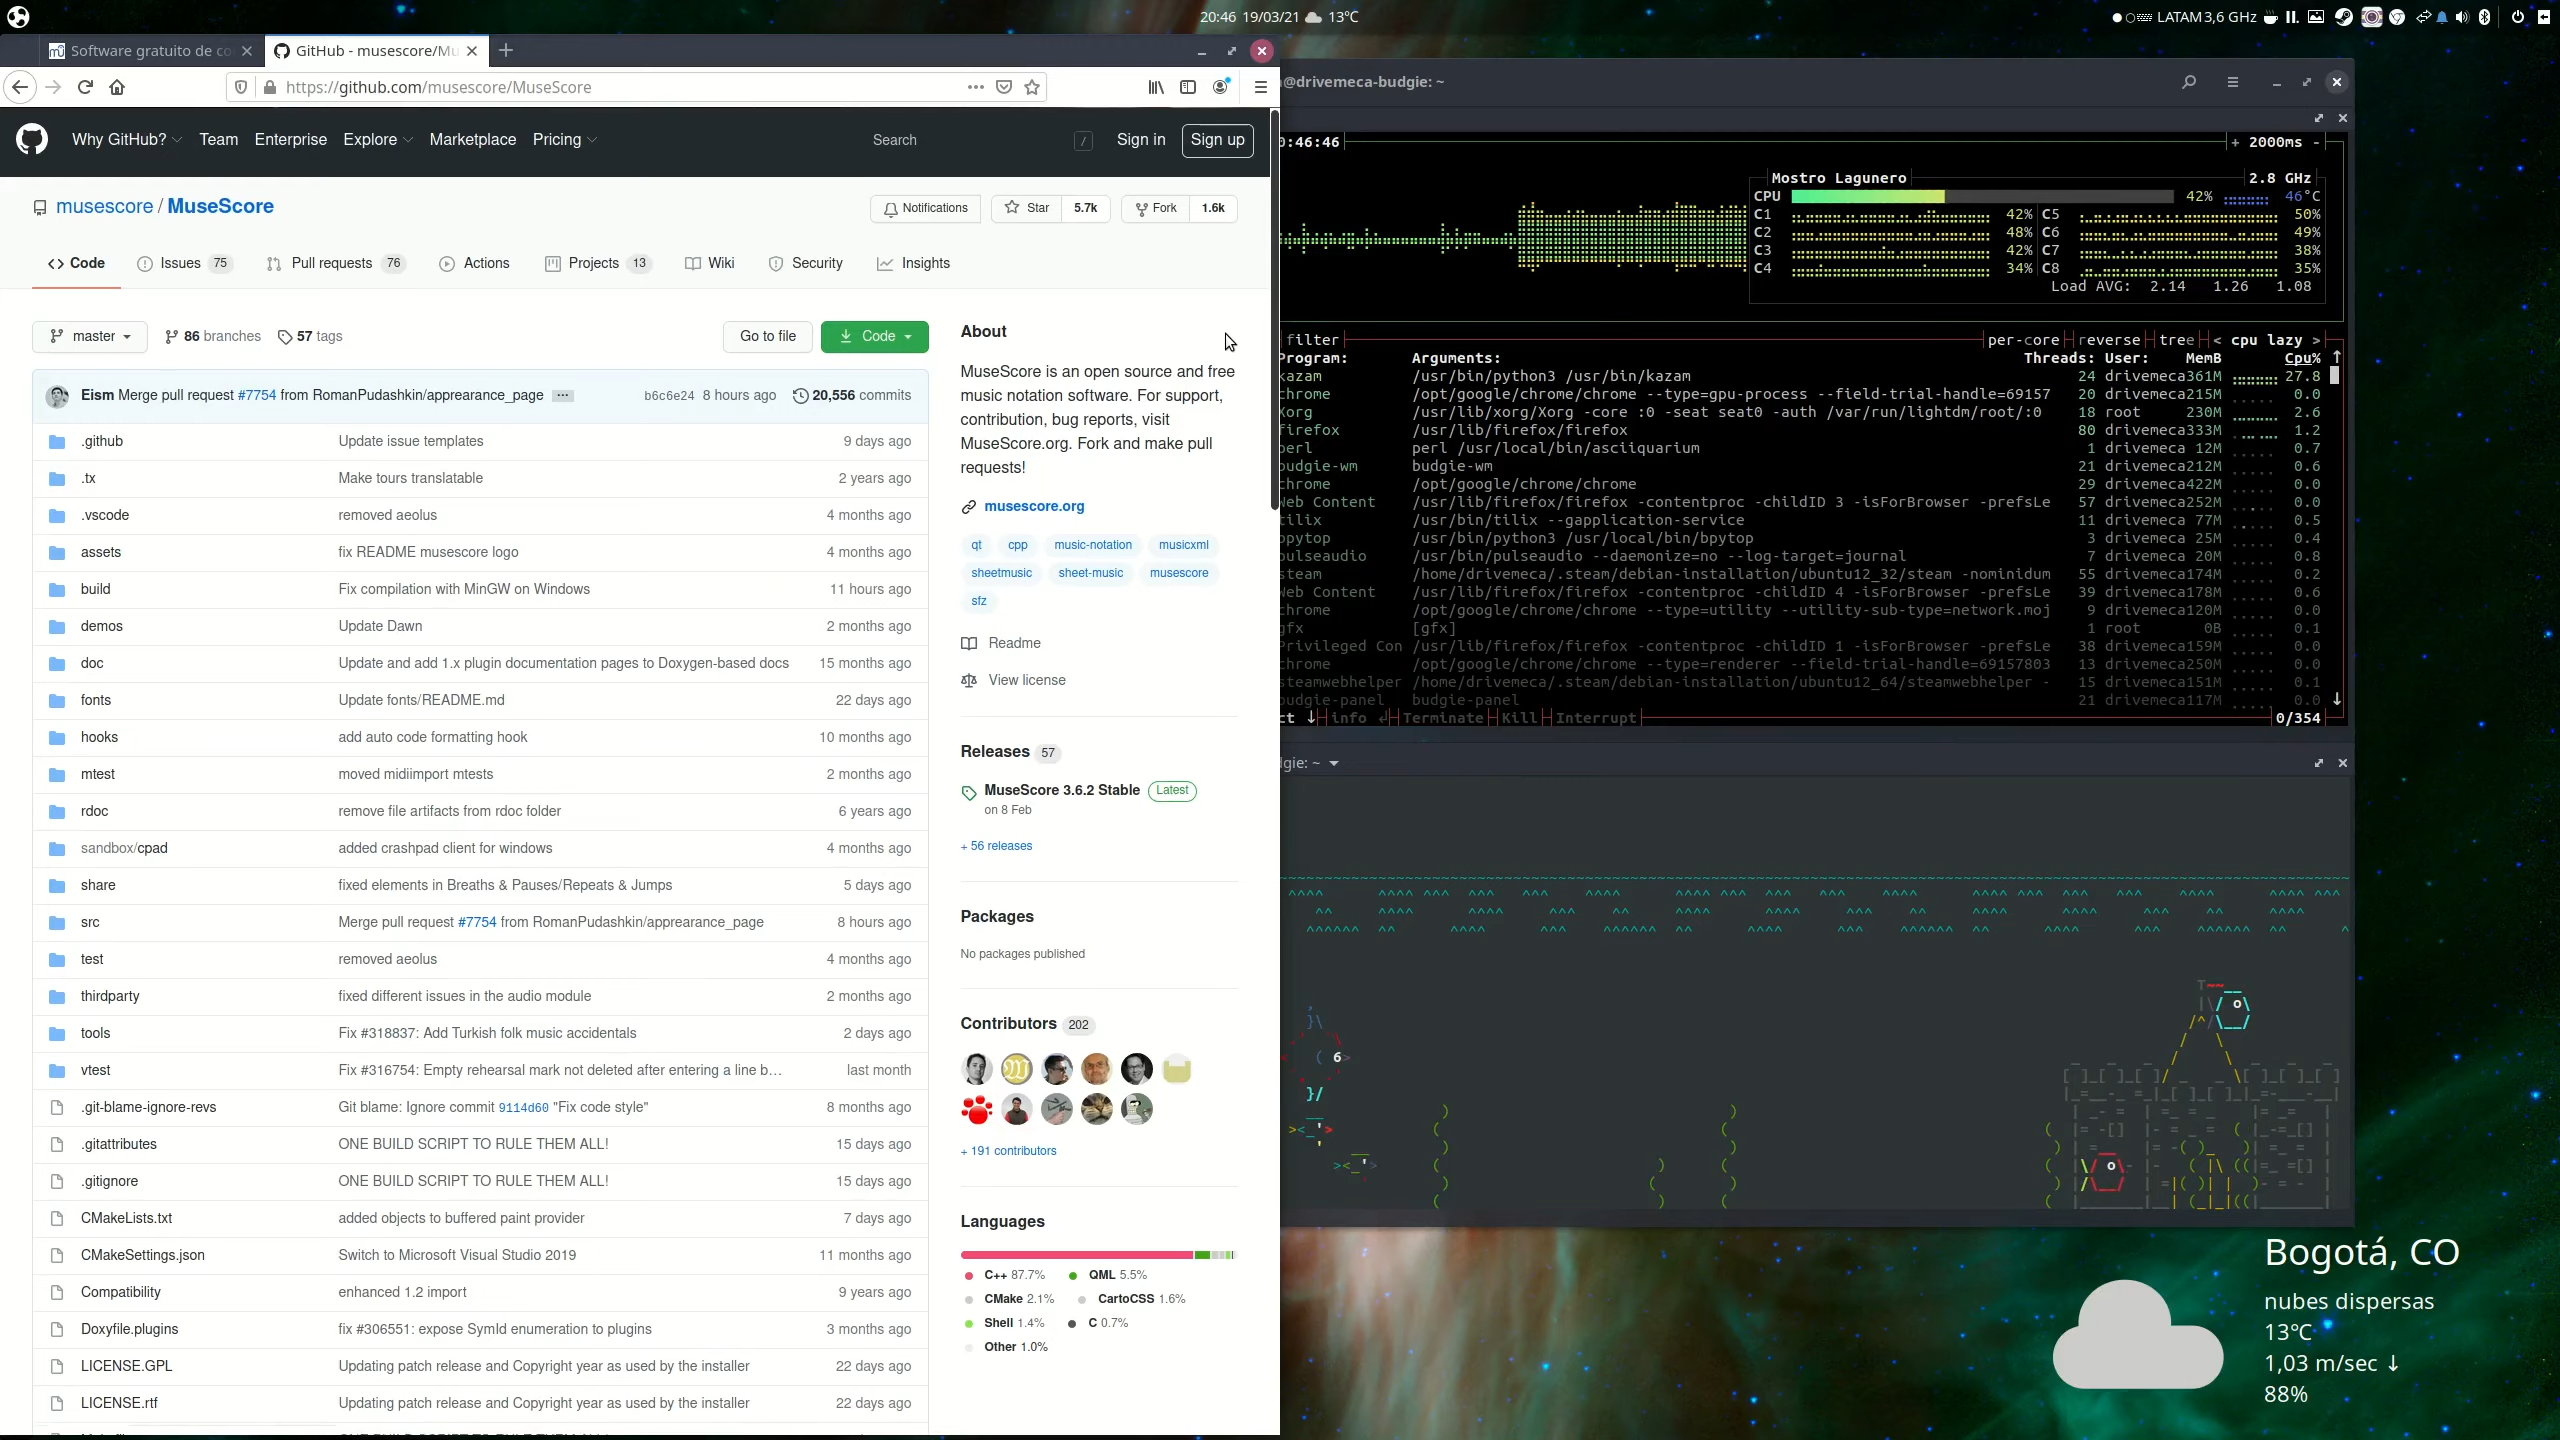 20:46 19/03/21 13°C
LATAM 3,6 GHz
Software gratuito de co
GitHub - musescore/Mu
https://github.com/musescore/MuseScore
Why GitHub? Team Enterprise Explore Marketplace Pricing Search / Sign in Sign up
musescore / MuseScore
Notifications Star 5.7k Fork 1.6k
Code Issues 75 Pull requests 76 Actions Projects 13 Wiki Security Insights
master 86 branches 57 tags Go to file Code
Eism Merge pull request #7754 from RomanPudashkin/apprearance_page ... b6c6e24 8 hours ago 20,556 commits
.github Update issue templates 9 days ago
.tx Make tours translatable 2 years ago
.vscode removed aeolus 4 months ago
assets fix README musescore logo 4 months ago
build Fix compilation with MinGW on Windows 11 hours ago
demos Update Dawn 2 months ago
doc Update and add 1.x plugin documentation pages to Doxygen-based docs 15 months ago
fonts Update fonts/README.md 22 days ago
hooks add auto code formatting hook 10 months ago
mtest moved midiimport mtests 2 months ago
rdoc remove file artifacts from rdoc folder 6 years ago
sandbox/cpad added crashpad client for windows 4 months ago
share fixed elements in Breaths & Pauses/Repeats & Jumps 5 days ago
src Merge pull request #7754 from RomanPudashkin/apprearance_page 8 hours ago
test removed aeolus 4 months ago
thirdparty fixed different issues in the audio module 2 months ago
tools Fix #318837: Add Turkish folk music accidentals 2 days ago
vtest Fix #316754: Empty rehearsal mark not deleted after entering a line b... last month
.git-blame-ignore-revs Git blame: Ignore commit 9114d60 "Fix code style" 8 months ago
.gitattributes ONE BUILD SCRIPT TO RULE THEM ALL! 15 days ago
.gitignore ONE BUILD SCRIPT TO RULE THEM ALL! 15 days ago
CMakeLists.txt added objects to buffered paint provider 7 days ago
CMakeSettings.json Switch to Microsoft Visual Studio 2019 11 months ago
Compatibility enhanced 1.2 import 9 years ago
Doxyfile.plugins fix #306551: expose SymId enumeration to plugins 3 months ago
LICENSE.GPL Updating patch release and Copyright year as used by the installer 22 days ago
LICENSE.rtf Updating patch release and Copyright year as used by the installer 22 days ago
About
MuseScore is an open source and free
music notation software. For support,
contribution, bug reports, visit
MuseScore.org. Fork and make pull
requests!
musescore.org
qt cpp music-notation musicxml
sheetmusic sheet-music musescore
sfz
Readme
View license
Releases 57
MuseScore 3.6.2 Stable Latest
on 8 Feb
+ 56 releases
Packages
No packages published
Contributors 202
+ 191 contributors
Languages
C++ 87.7% QML 5.5%
CMake 2.1% CartoCSS 1.6%
Shell 1.4% C 0.7%
Other 1.0%
@drivemeca-budgie: ~
:46:46 + 2000ms -
Mostro Lagunero 2.8 GHz
CPU 42% 46°C
C1 42% C5 50%
C2 48% C6 49%
C3 42% C7 38%
C4 34% C8 35%
Load AVG: 2.14 1.26 1.08
filter per-core reverse tree < cpu lazy >
Program: Arguments: Threads: User: MemB Cpu%
kazam /usr/bin/python3 /usr/bin/kazam 24 drivemeca361M 27.8
chrome /opt/google/chrome/chrome --type=gpu-process --field-trial-handle=69157 20 drivemeca215M 0.0
Xorg /usr/lib/xorg/Xorg -core :0 -seat seat0 -auth /var/run/lightdm/root/:0 18 root 230M 2.6
firefox /usr/lib/firefox/firefox 80 drivemeca333M 1.2
perl perl /usr/local/bin/asciiquarium 1 drivemeca 12M 0.7
budgie-wm budgie-wm 21 drivemeca212M 0.6
chrome /opt/google/chrome/chrome 29 drivemeca422M 0.0
Web Content /usr/lib/firefox/firefox -contentproc -childID 3 -isForBrowser -prefsLe 57 drivemeca252M 0.0
tilix /usr/bin/tilix --gapplication-service 11 drivemeca 77M 0.5
bpytop /usr/bin/python3 /usr/local/bin/bpytop 3 drivemeca 25M 0.4
pulseaudio /usr/bin/pulseaudio --daemonize=no --log-target=journal 7 drivemeca 20M 0.8
steam /home/drivemeca/.steam/debian-installation/ubuntu12_32/steam -nominidum 55 drivemeca174M 0.2
Web Content /usr/lib/firefox/firefox -contentproc -childID 4 -isForBrowser -prefsLe 39 drivemeca178M 0.6
chrome /opt/google/chrome/chrome --type=utility --utility-sub-type=network.moj 9 drivemeca120M 0.0
gfx [gfx] 1 root 0B 0.1
Privileged Con /usr/lib/firefox/firefox -contentproc -childID 1 -isForBrowser -prefsLe 38 drivemeca159M 0.0
chrome /opt/google/chrome/chrome --type=renderer --field-trial-handle=69157803 13 drivemeca250M 0.0
steamwebhelper /home/drivemeca/.steam/debian-installation/ubuntu12_64/steamwebhelper - 15 drivemeca151M 0.1
budgie-panel budgie-panel 21 drivemeca117M 0.0
ct ↓ info Terminate Kill Interrupt 0/354
dgie: ~
Bogotá, CO
nubes dispersas
13°C
1,03 m/sec ↓
88%